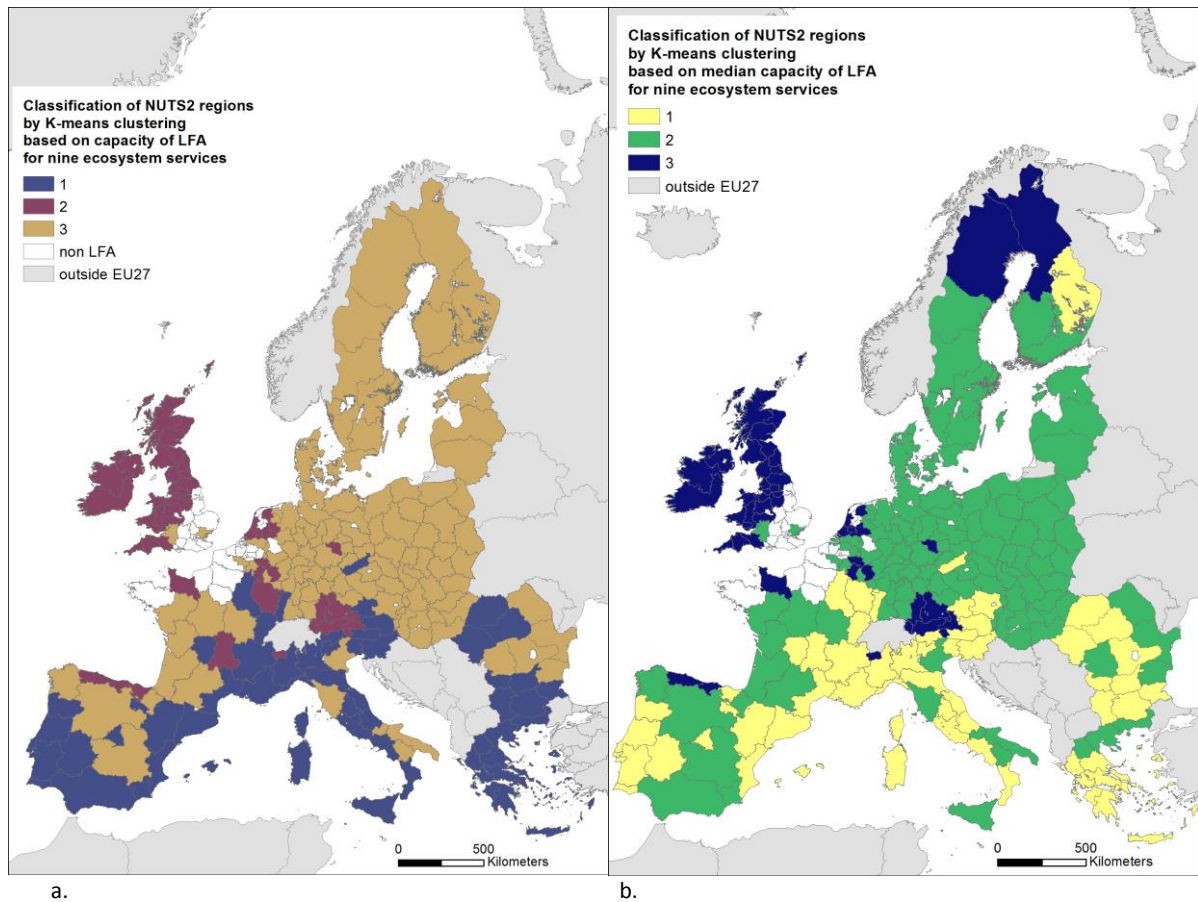 Classification of NUTS2 regions
by K-means clustering
based on capacity of LFA
for nine ecosystem services
1
2
3
non LFA
outside EU27
0 500
Kilometers
a.
Classification of NUTS2 regions
by K-means clustering
based on median capacity of LFA
for nine ecosystem services
1
2
3
outside EU27
0 500
Kilometers
b.